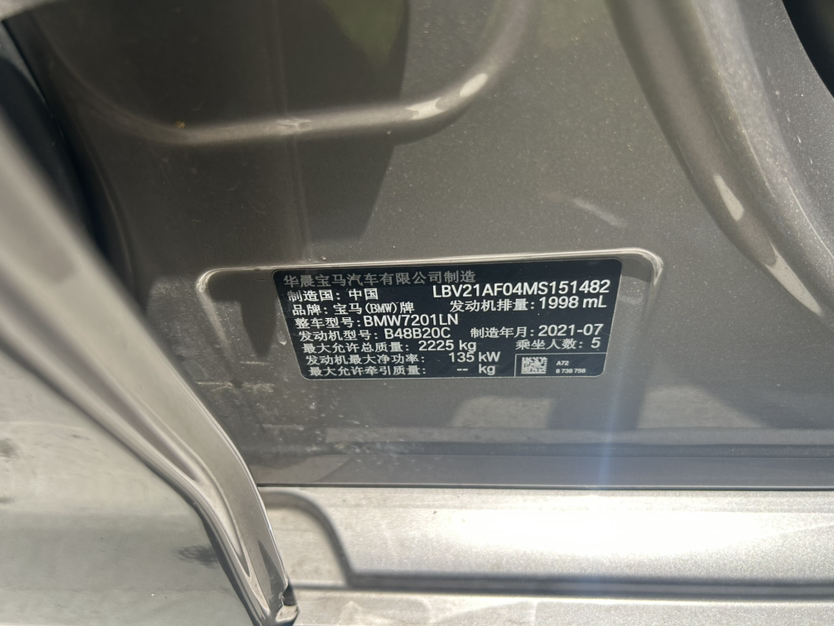 华晨宝马汽车有限公司制造
制造国: 中国 LBV21AF04MS151482
品牌: 宝马(BMW)牌 发动机排量: 1998 mL
整车型号: BMW7201LN
发动机型号: B48B20C 制造年月: 2021-07
最大允许总质量: 2225 kg 乘坐人数: 5
发动机最大净功率: 135 kW
最大允许牵引质量: -- kg
A72
8 738 756